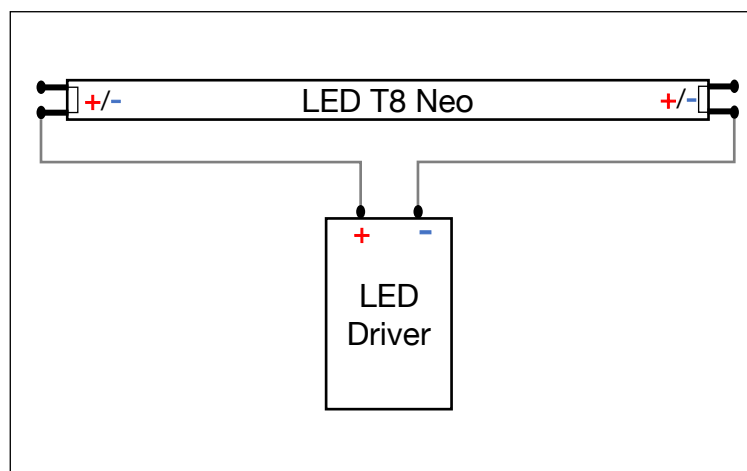 +/- LED T8 Neo +/-
+ -
LED
Driver